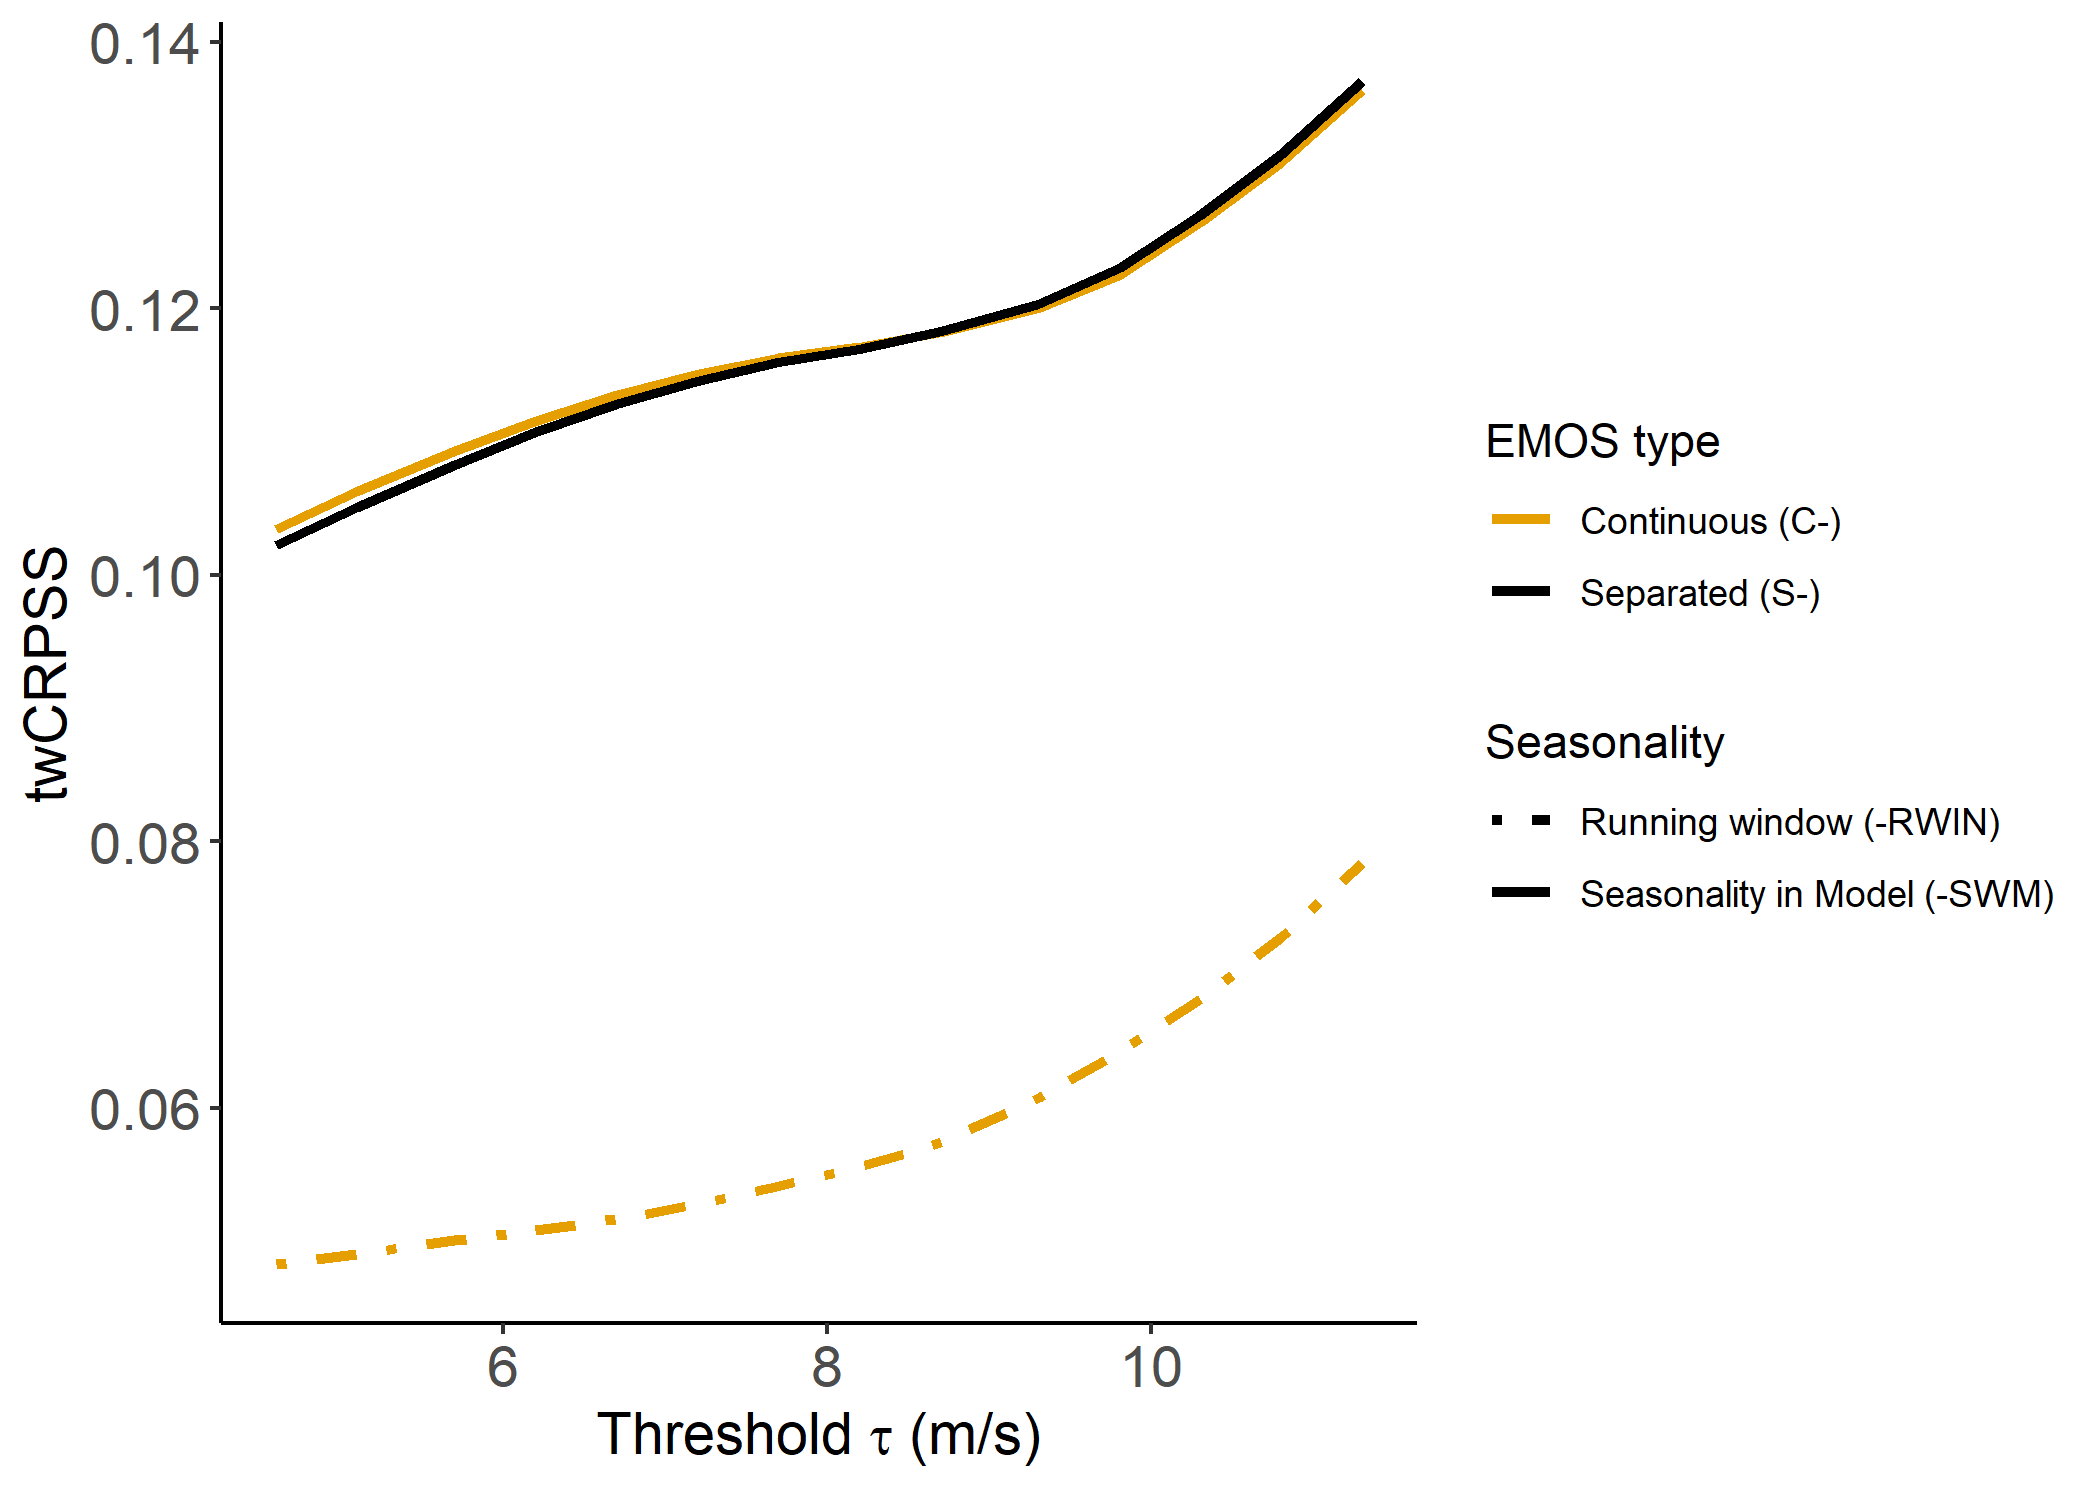 0.14
0.12
0.10
0.08
0.06
twCRPSS
6 8 10
Threshold τ (m/s)
EMOS type
Continuous (C-)
Separated (S-)
Seasonality
Running window (-RWIN)
Seasonality in Model (-SWM)